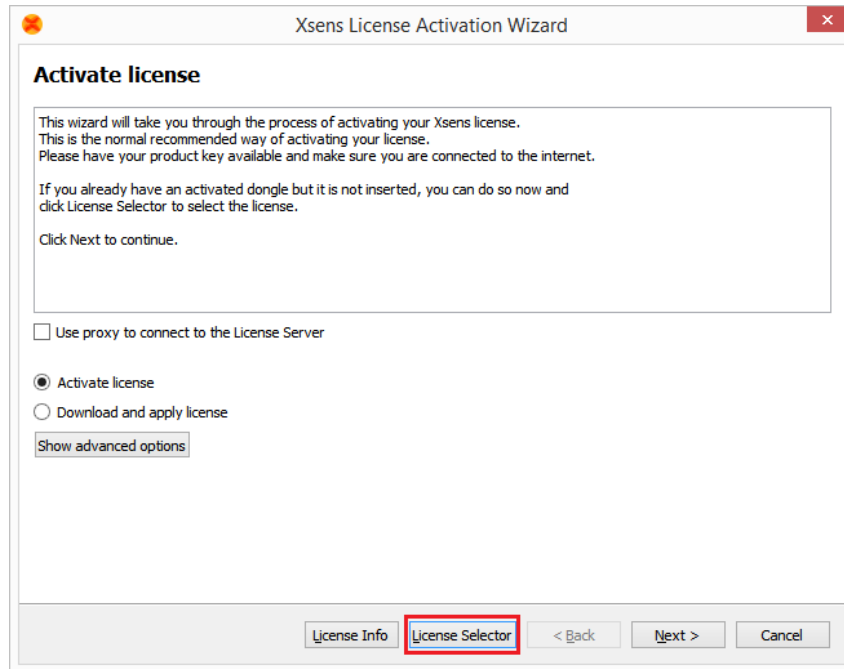 Xsens License Activation Wizard
Activate license
This wizard will take you through the process of activating your Xsens license.
This is the normal recommended way of activating your license.
Please have your product key available and make sure you are connected to the internet.
If you already have an activated dongle but it is not inserted, you can do so now and
click License Selector to select the license.
Click Next to continue.
Use proxy to connect to the License Server
Activate license
Download and apply license
Show advanced options
License Info License Selector < Back Next > Cancel